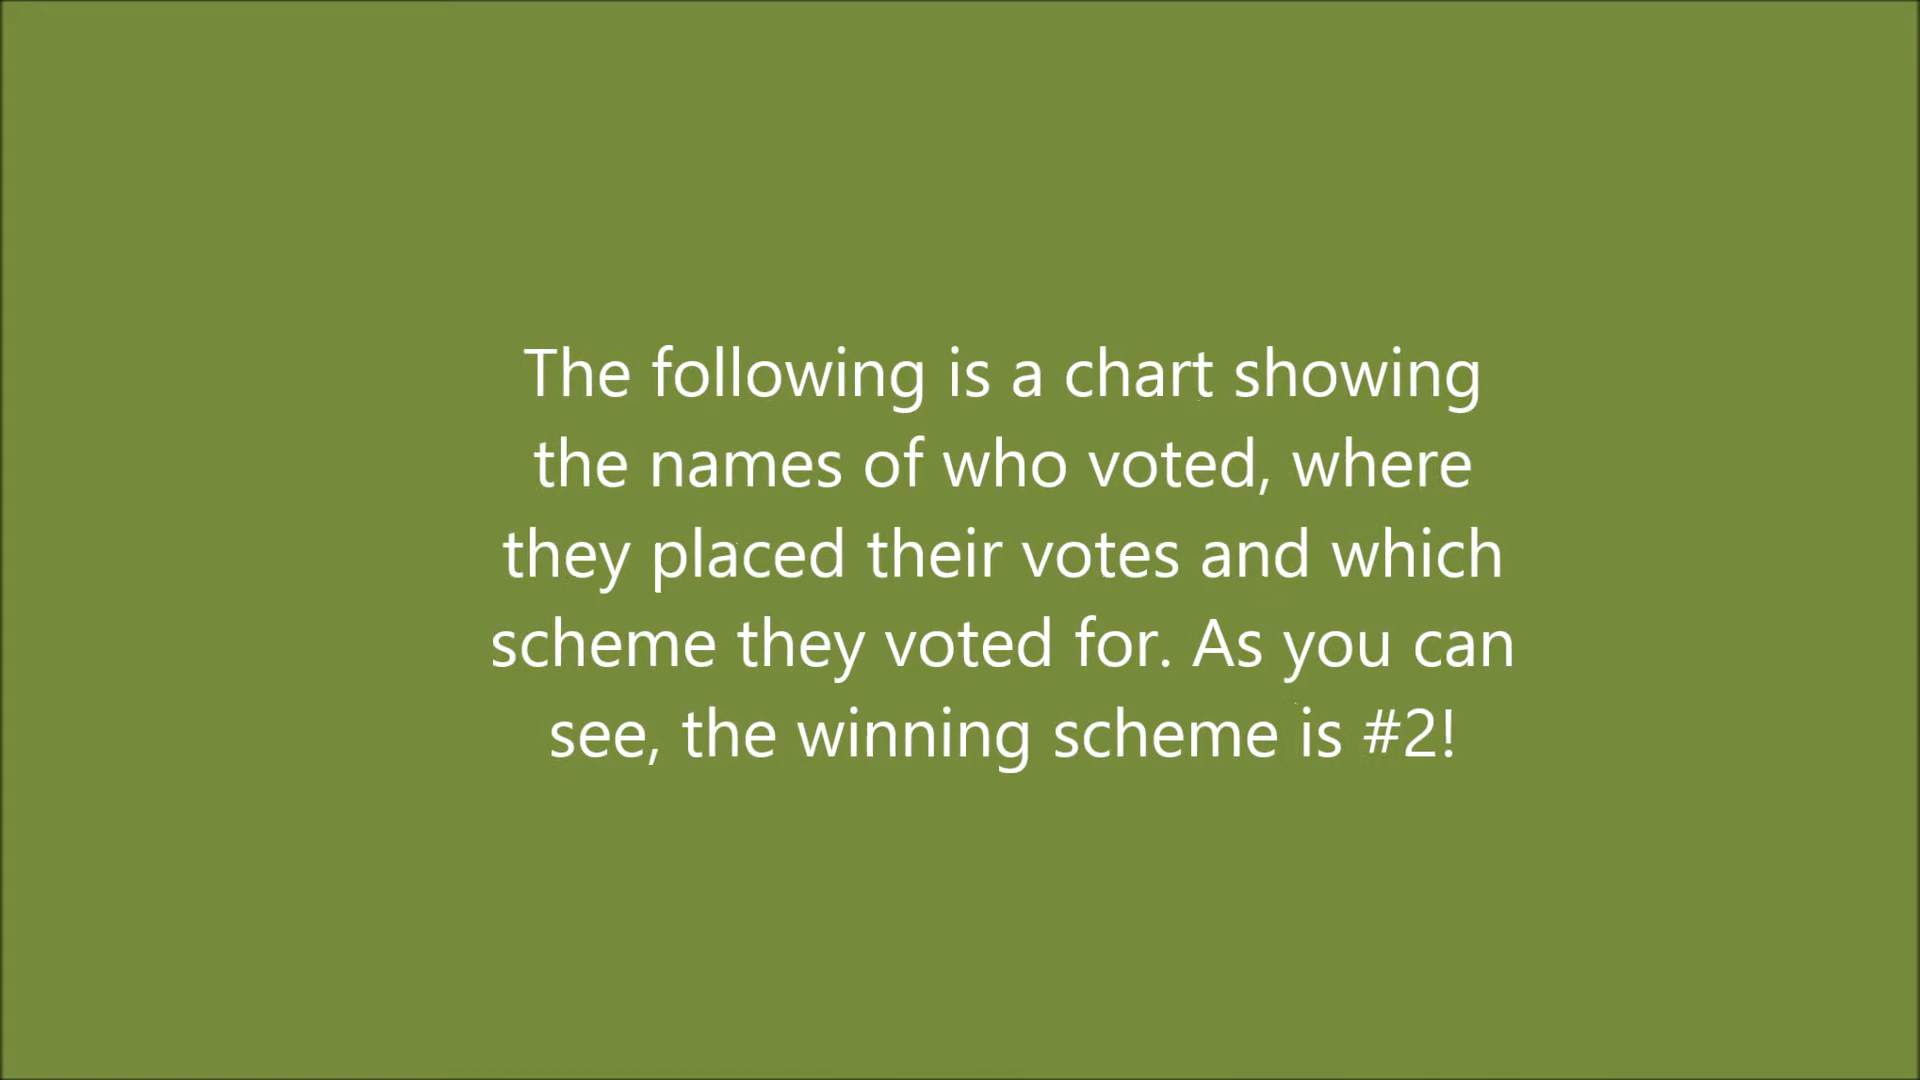 The following is a chart showing
the names of who voted, where
they placed their votes and which
scheme they voted for. As you can
see, the winning scheme is #2!